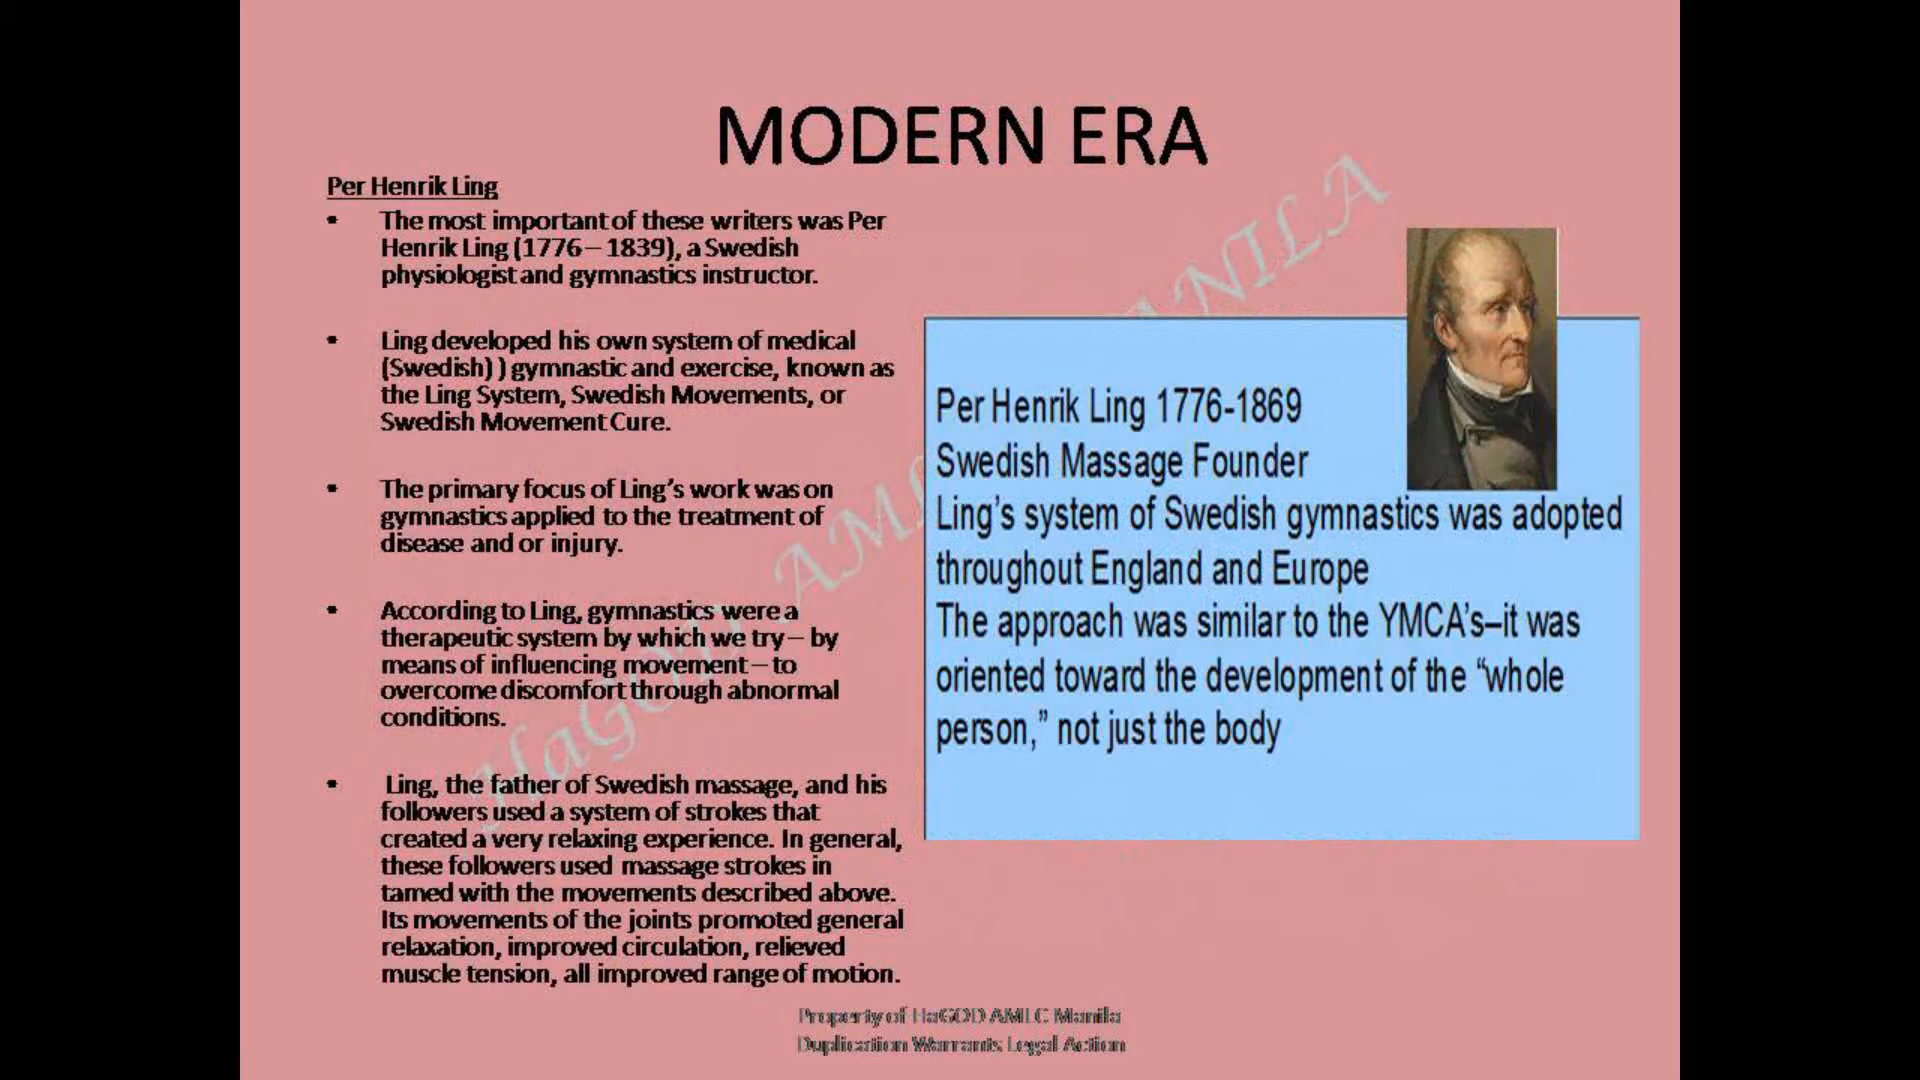 MODERN ERA
Per Henrik Ling
• The most important of these writers was Per
Henrik Ling (1776 – 1839), a Swedish
physiologist and gymnastics instructor.
• Ling developed his own system of medical
(Swedish) ) gymnastic and exercise, known as
the Ling System, Swedish Movements, or
Swedish Movement Cure.
• The primary focus of Ling's work was on
gymnastics applied to the treatment of
disease and or injury.
• According to Ling, gymnastics were a
therapeutic system by which we try – by
means of influencing movement – to
overcome discomfort through abnormal
conditions.
• Ling, the father of Swedish massage, and his
followers used a system of strokes that
created a very relaxing experience. In general,
these followers used massage strokes in
tamed with the movements described above.
Its movements of the joints promoted general
relaxation, improved circulation, relieved
muscle tension, all improved range of motion.
Per Henrik Ling 1776-1869
Swedish Massage Founder
Ling's system of Swedish gymnastics was adopted
throughout England and Europe
The approach was similar to the YMCA's–it was
oriented toward the development of the “whole
person,” not just the body
HaGOD AML ANILA
Property of HaGOD AMLC Manila
Duplication Warrants Legal Action